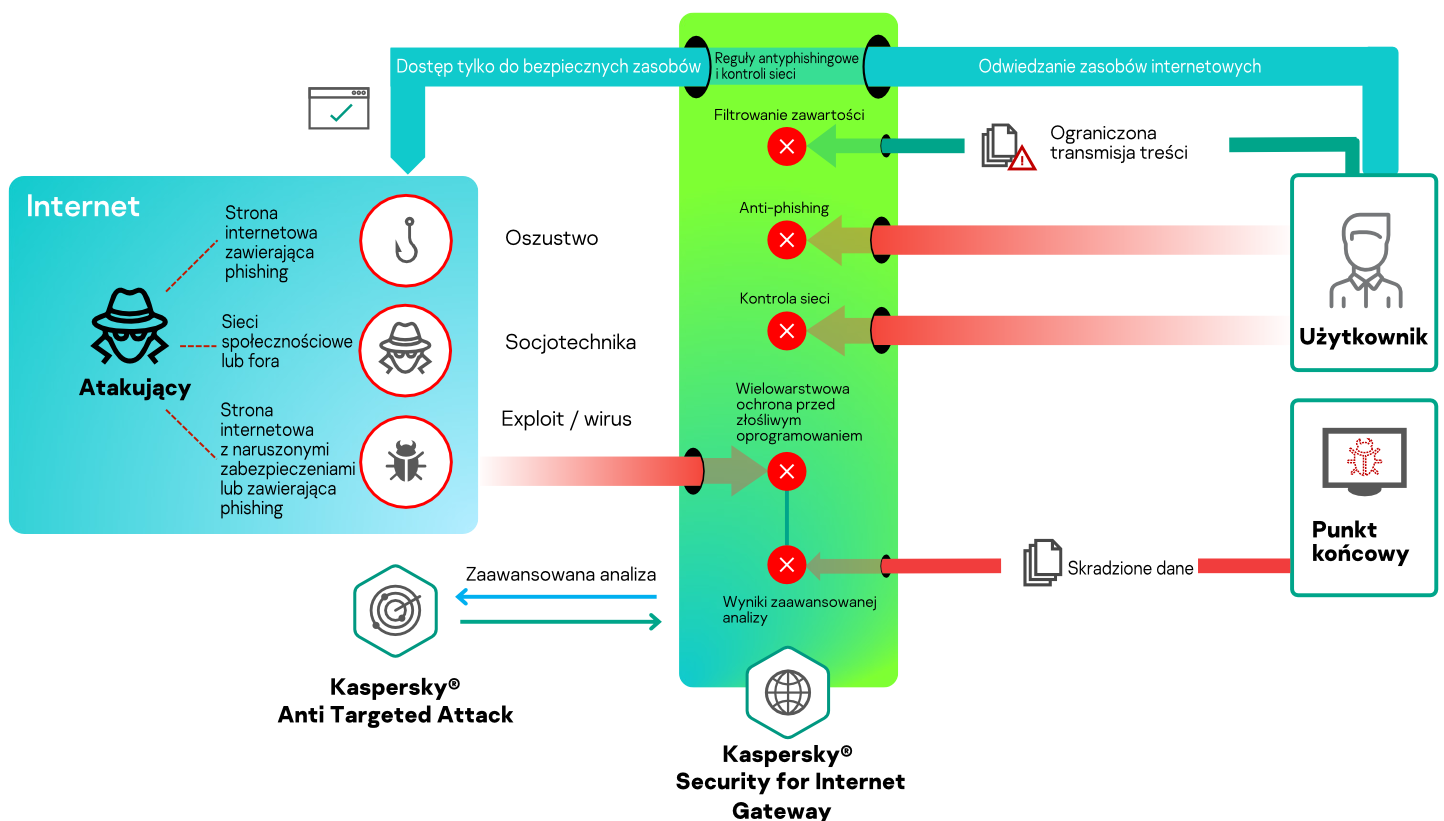 Dostęp tylko do bezpiecznych zasobów
Reguły antyphishingowe
i kontroli sieci
Odwiedzanie zasobów internetowych
Filtrowanie zawartości
Ograniczona
transmisja treści
Internet
Strona
internetowa
zawierająca
phishing
Oszustwo
Anti-phishing
Sieci
społecznościowe
lub fora
Socjotechnika
Kontrola sieci
Użytkownik
Atakujący
Strona
internetowa
z naruszonymi
zabezpieczeniami
lub zawierająca
phishing
Exploit / wirus
Wielowarstwowa
ochrona przed
złośliwym
oprogramowaniem
Punkt
końcowy
Skradzione dane
Zaawansowana analiza
Wyniki zaawansowanej
analizy
Kaspersky®
Anti Targeted Attack
Kaspersky®
Security for Internet
Gateway